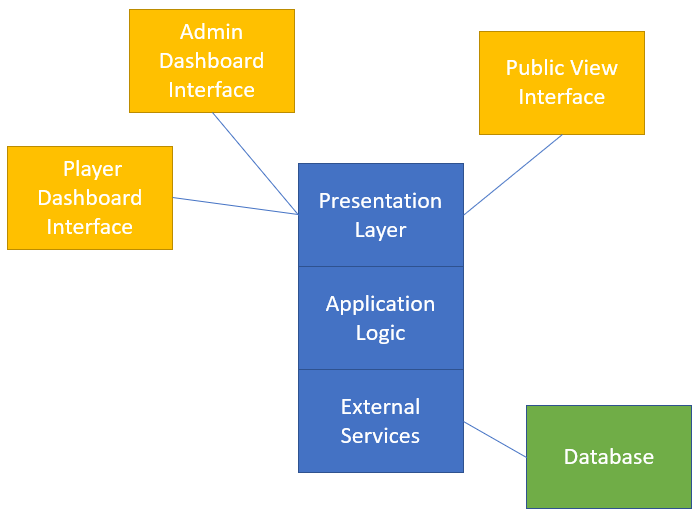 Admin
Dashboard
Interface
Public View
Interface
Player
Dashboard
Interface
Presentation
Layer
Application
Logic
External
Services
Database